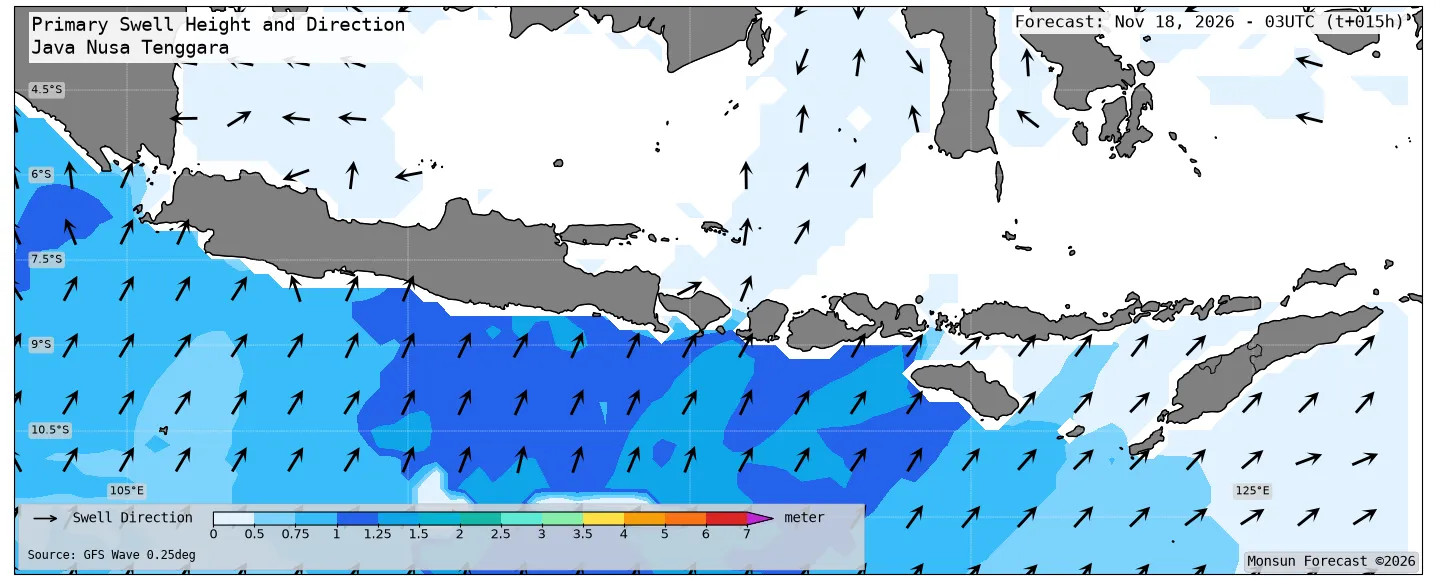 Primary Swell Height and Direction
Java Nusa Tenggara
Forecast: Nov 18, 2026 - 03UTC (t+015h)
4.5°S
6°S
7.5°S
9°S
10.5°S
105°E
125°E
Swell Direction
0 0.5 0.75 1 1.25 1.5 2 2.5 3 3.5 4 5 6 7
meter
Source: GFS Wave 0.25deg
Monsun Forecast ©2026